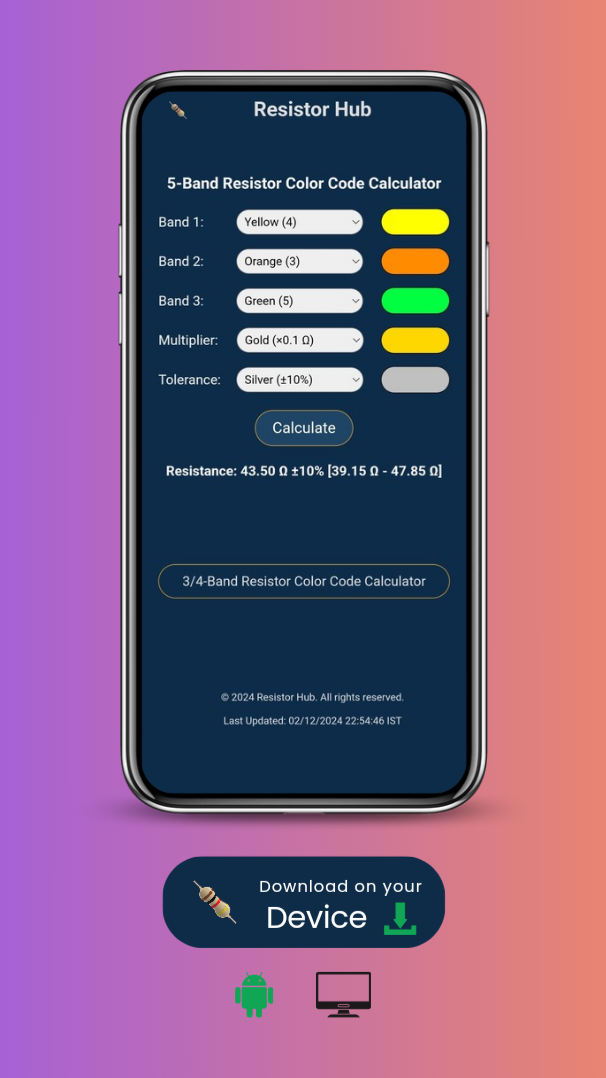 Resistor Hub
5-Band Resistor Color Code Calculator
Band 1: Yellow (4)
Band 2: Orange (3)
Band 3: Green (5)
Multiplier: Gold (×0.1 Ω)
Tolerance: Silver (±10%)
Calculate
Resistance: 43.50 Ω ±10% [39.15 Ω - 47.85 Ω]
3/4-Band Resistor Color Code Calculator
© 2024 Resistor Hub. All rights reserved.
Last Updated: 02/12/2024 22:54:46 IST
Download on your
Device